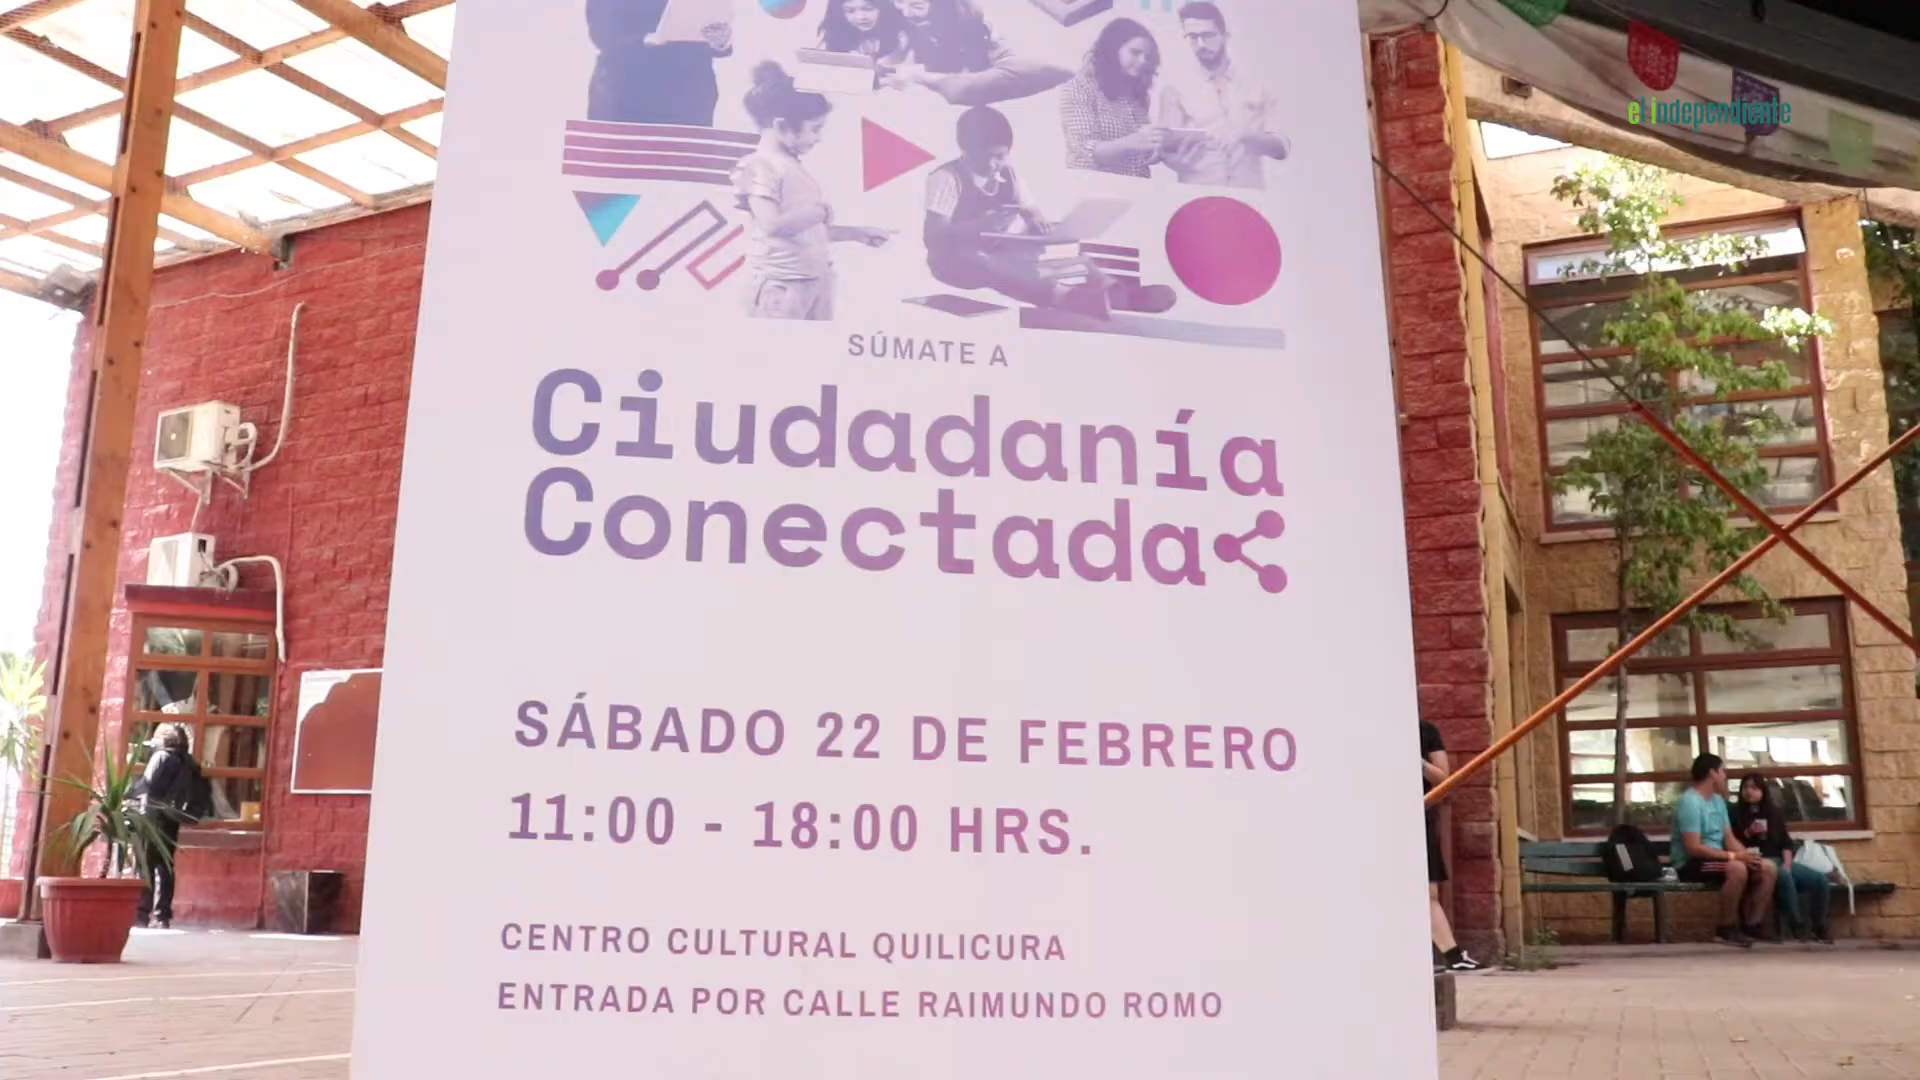 el independiente
SÚMATE A
Ciudadanía
Conectada
SÁBADO 22 DE FEBRERO
11:00 - 18:00 HRS.
CENTRO CULTURAL QUILICURA
ENTRADA POR CALLE RAIMUNDO ROMO